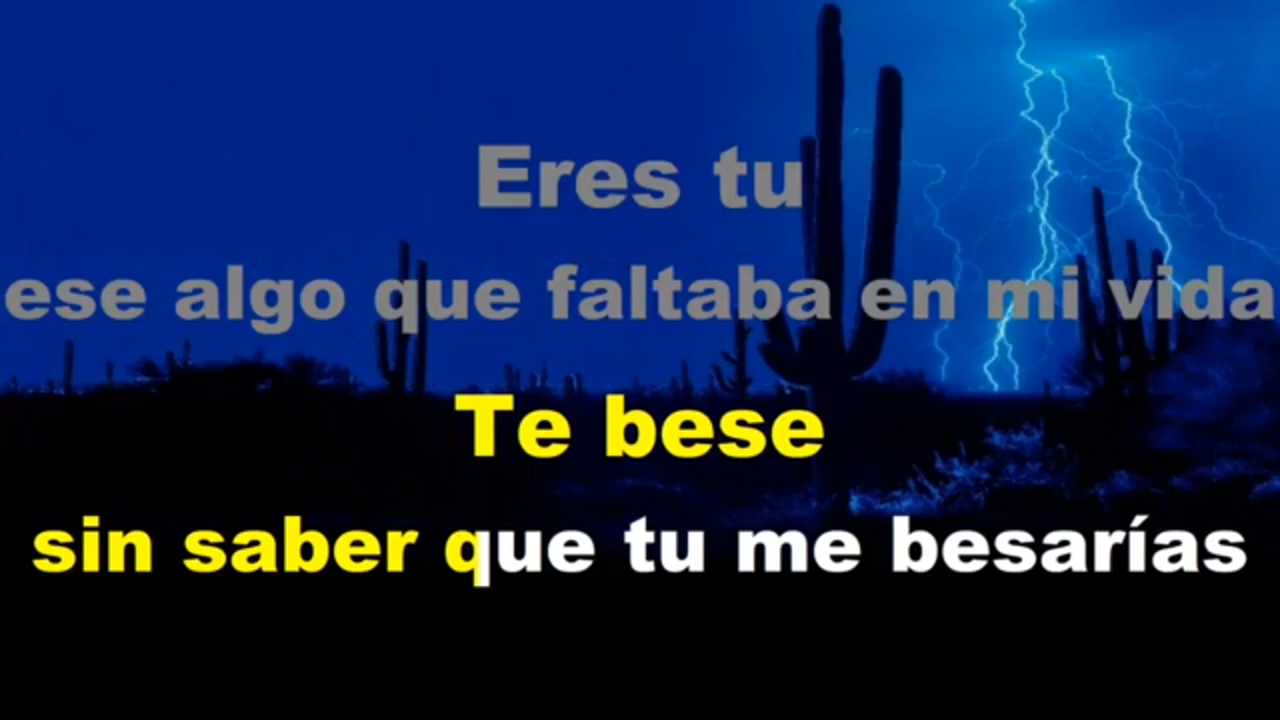 Eres tu
ese algo que faltaba en mi vida
Te bese
sin saber que tu me besarías